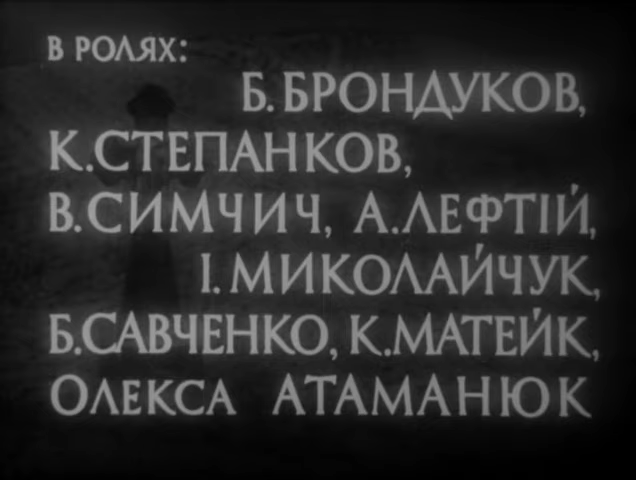 В РОЛЯХ:
Б. БРОНДУКОВ,
К. СТЕПАНКОВ,
В. СИМЧИЧ, А. ЛЕФТІЙ,
І. МИКОЛАЙЧУК,
Б. САВЧЕНКО, К. МАТЕЙК,
ОЛЕКСА АТАМАНЮК